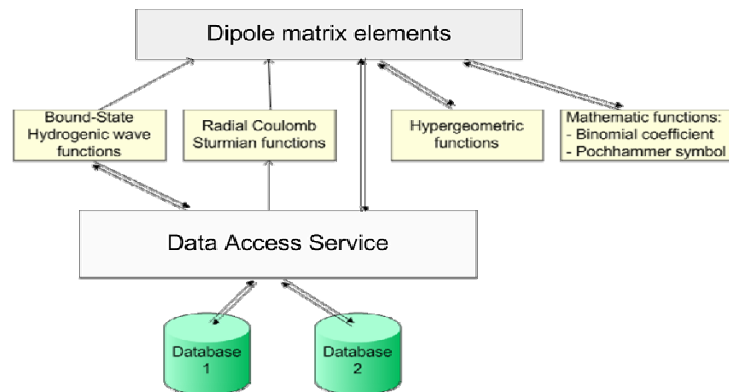 Dipole matrix elements
Bound-State
Hydrogenic wave
functions
Radial Coulomb
Sturmian functions
Hypergeometric
functions
Mathematic functions:
- Binomial coefficient
- Pochhammer symbol
Data Access Service
Database
1
Database
2